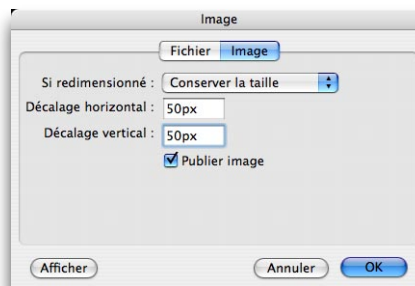 Image
Fichier Image
Si redimensionné : Conserver la taille
Décalage horizontal : 50px
Décalage vertical : 50px
Publier image
Afficher Annuler OK